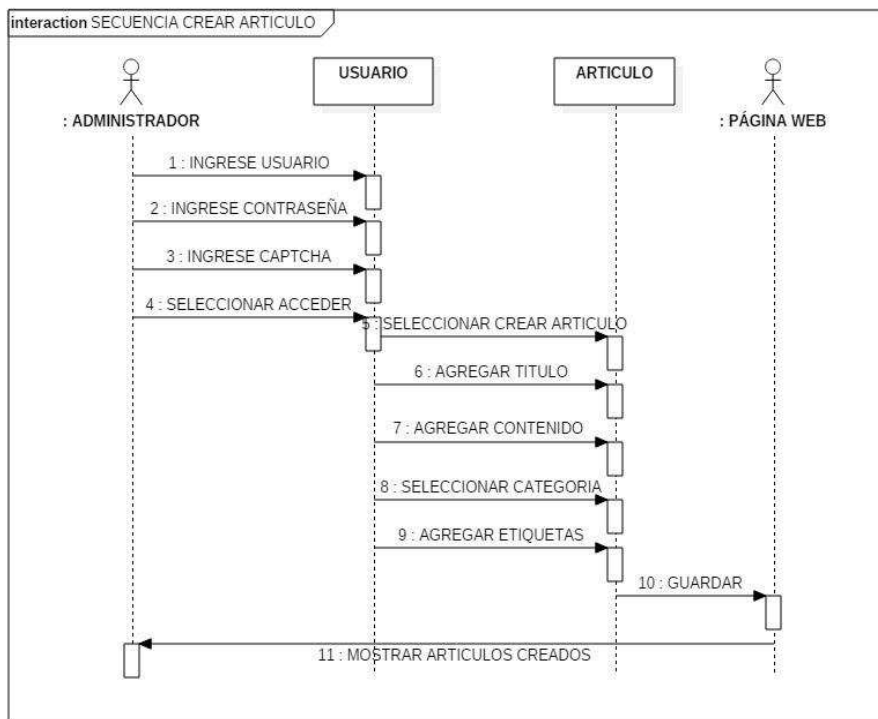 interaction SECUENCIA CREAR ARTICULO
: ADMINISTRADOR
USUARIO
ARTICULO
: PÁGINA WEB
1 : INGRESE USUARIO
2 : INGRESE CONTRASEÑA
3 : INGRESE CAPTCHA
4 : SELECCIONAR ACCEDER
5 : SELECCIONAR CREAR ARTICULO
6 : AGREGAR TITULO
7 : AGREGAR CONTENIDO
8 : SELECCIONAR CATEGORIA
9 : AGREGAR ETIQUETAS
10 : GUARDAR
11 : MOSTRAR ARTICULOS CREADOS